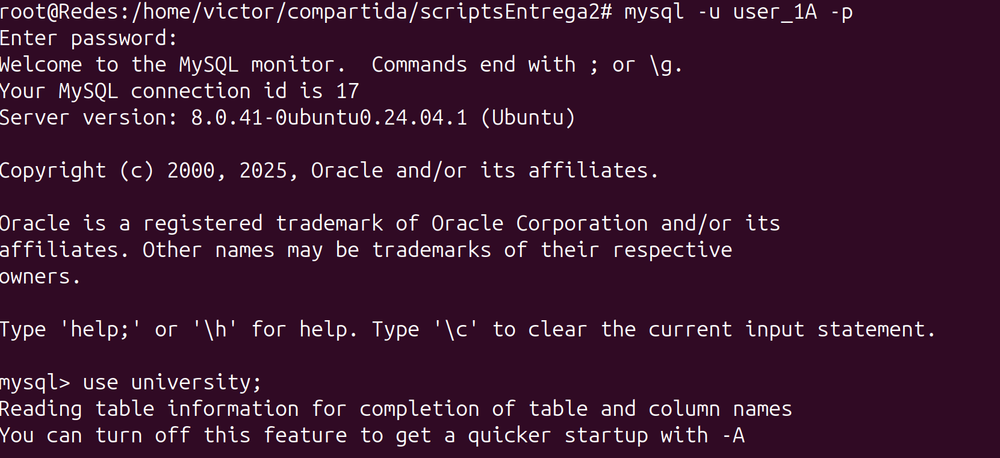 root@Redes:/home/victor/compartida/scriptsEntrega2# mysql -u user_1A -p
Enter password:
Welcome to the MySQL monitor.  Commands end with ; or \g.
Your MySQL connection id is 17
Server version: 8.0.41-0ubuntu0.24.04.1 (Ubuntu)
Copyright (c) 2000, 2025, Oracle and/or its affiliates.
Oracle is a registered trademark of Oracle Corporation and/or its
affiliates. Other names may be trademarks of their respective
owners.
Type 'help;' or '\h' for help. Type '\c' to clear the current input statement.
mysql> use university;
Reading table information for completion of table and column names
You can turn off this feature to get a quicker startup with -A